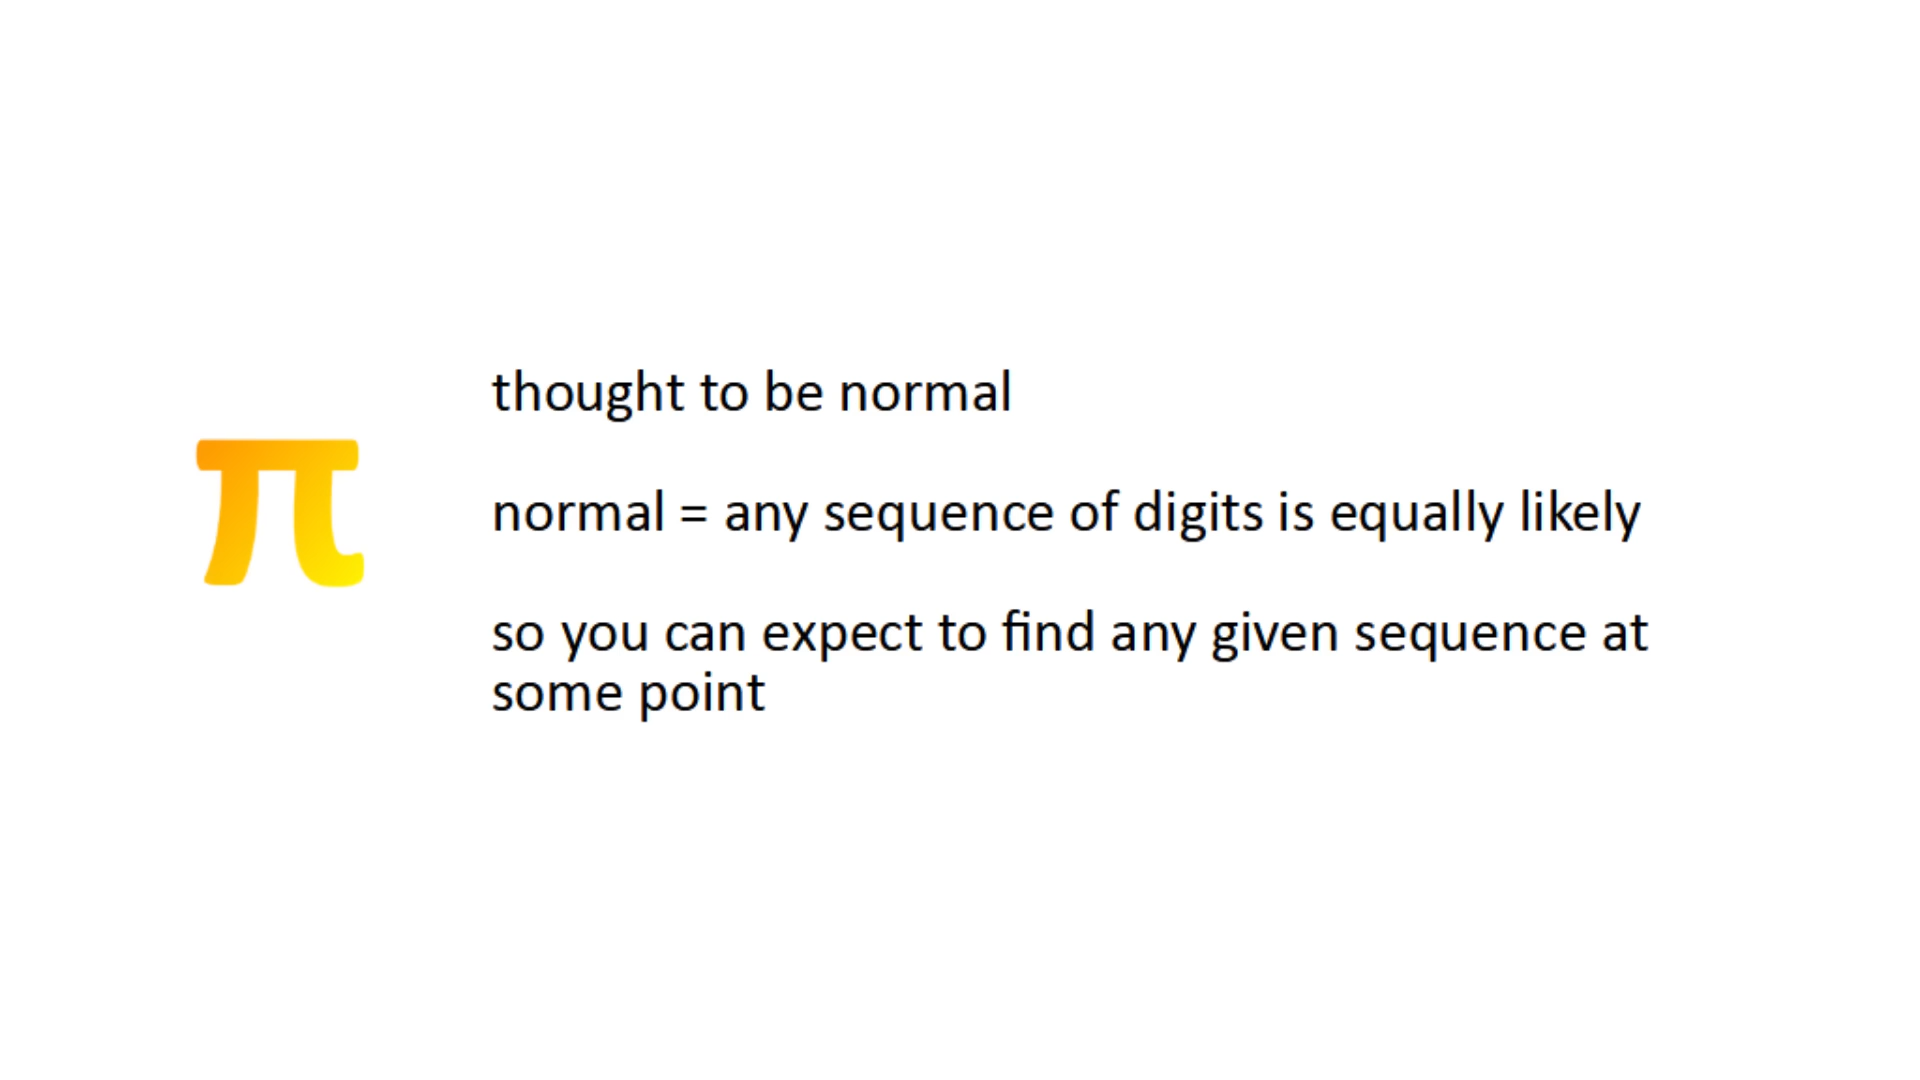 π
thought to be normal
normal = any sequence of digits is equally likely
so you can expect to find any given sequence at
some point